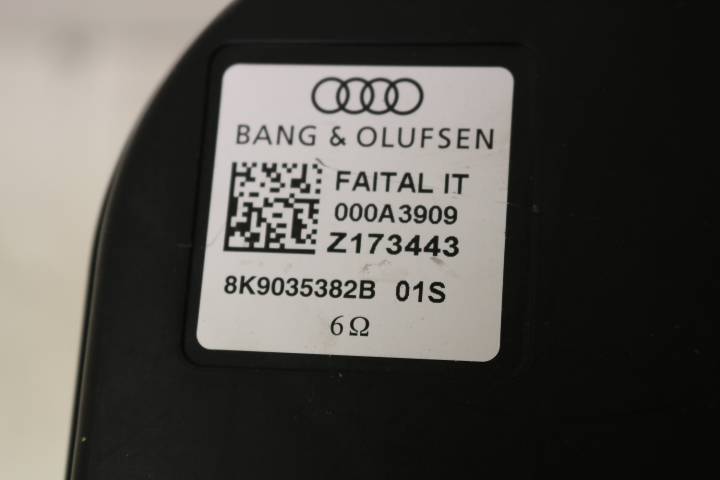 BANG & OLUFSEN
FAITAL IT
000A3909
Z173443
8K9035382B 01S
6Ω